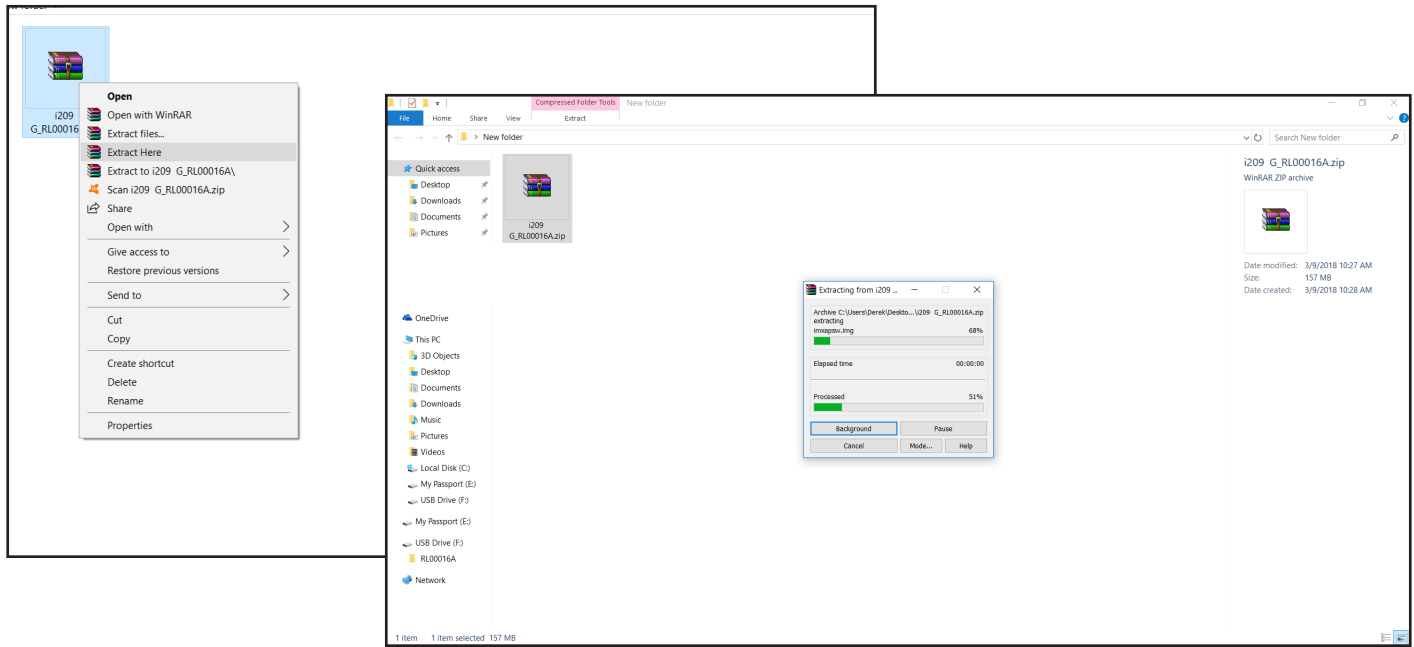 i209
G_RL00016
Open
Open with WinRAR
Extract files...
Extract Here
Extract to i209  G_RL00016A\
Scan i209  G_RL00016A.zip
Share
Open with
Give access to
Restore previous versions
Send to
Cut
Copy
Create shortcut
Delete
Rename
Properties
Compressed Folder Tools
New folder
File
Home
Share
View
Extract
New folder
Search New folder
Quick access
Desktop
Downloads
Documents
Pictures
OneDrive
This PC
3D Objects
Desktop
Documents
Downloads
Music
Pictures
Videos
Local Disk (C:)
My Passport (E:)
USB Drive (F:)
My Passport (E:)
USB Drive (F:)
RL00016A
Network
i209
G_RL00016A.zip
Extracting from i209 ...
Archive C:\Users\Derek\Deskto...\i209  G_RL00016A.zip
extracting
imxapsw.img 68%
Elapsed time 00:00:00
Processed 51%
Background
Pause
Cancel
Mode...
Help
i209  G_RL00016A.zip
WinRAR ZIP archive
Date modified: 3/9/2018 10:27 AM
Size: 157 MB
Date created: 3/9/2018 10:28 AM
1 item
1 item selected  157 MB